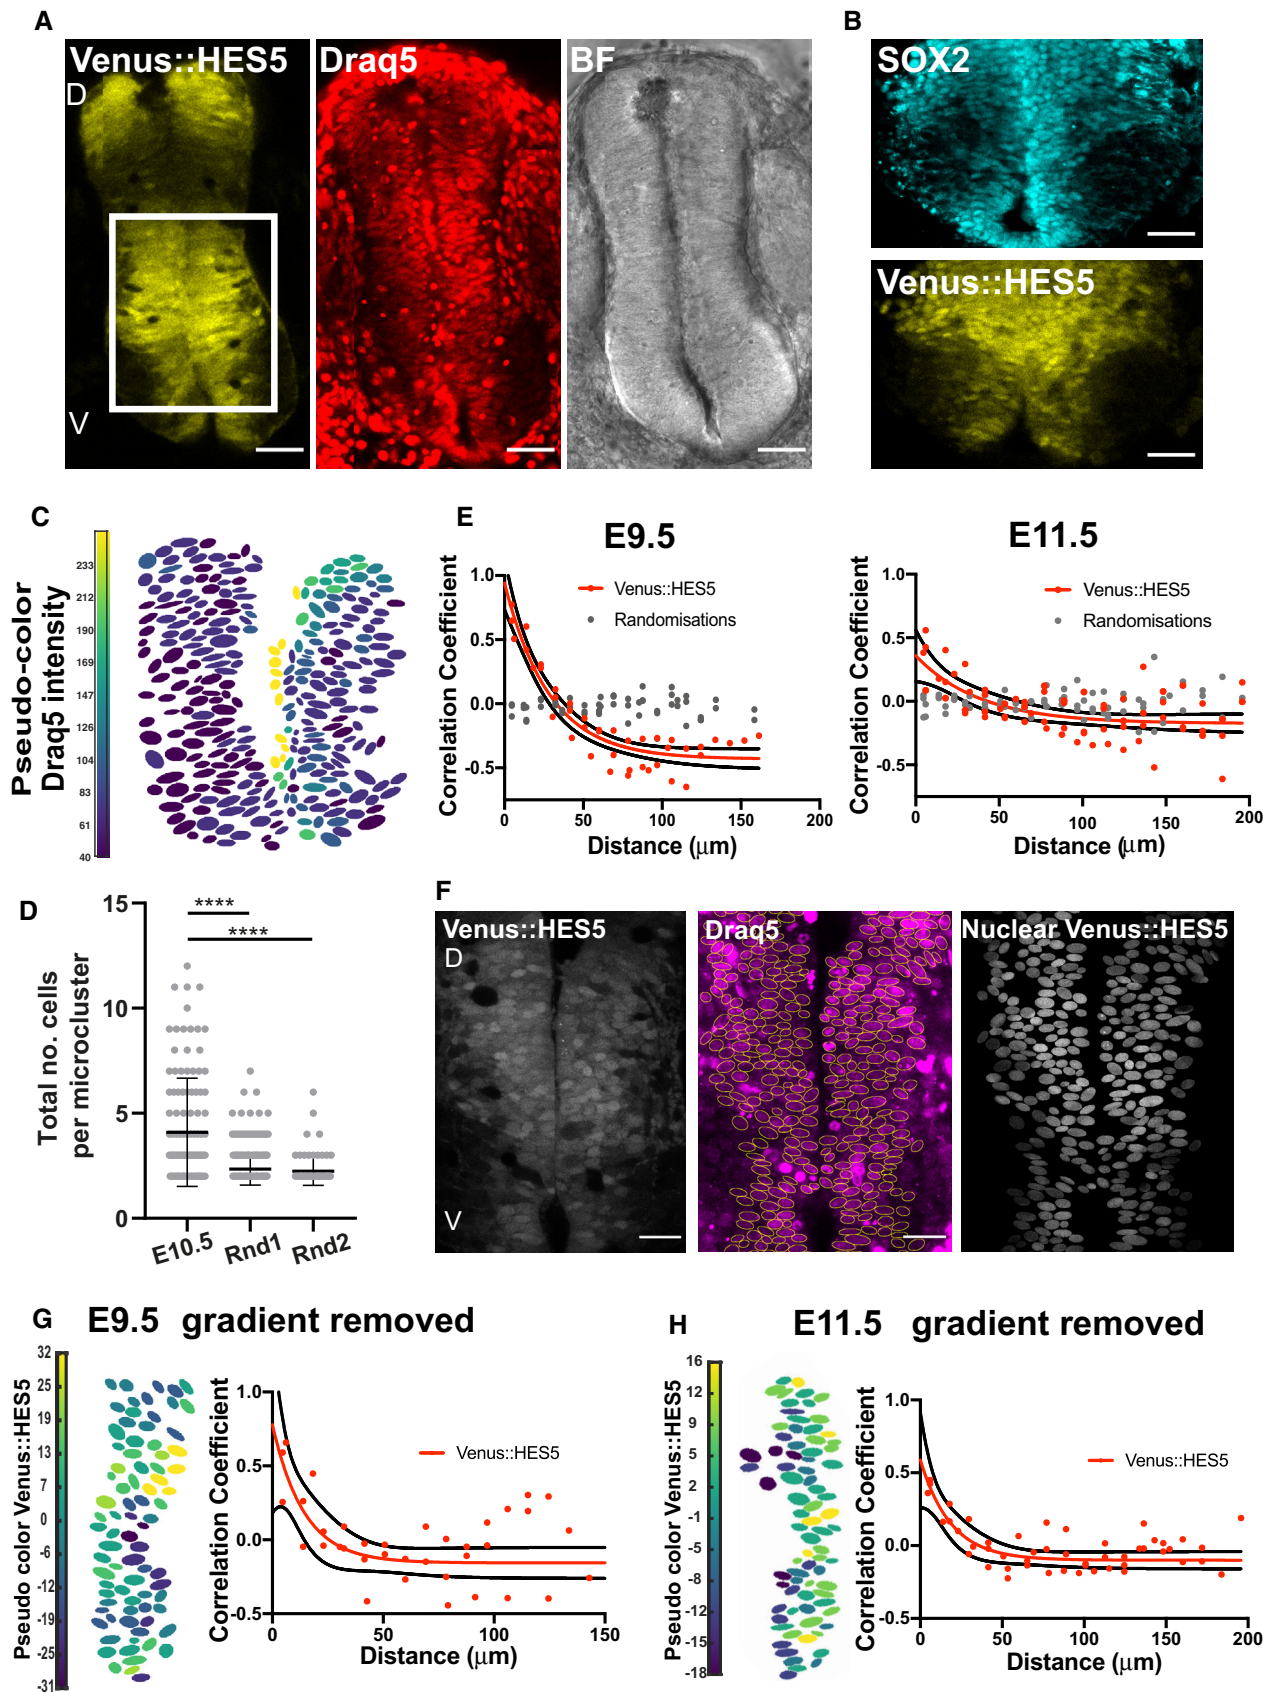 A
Venus::HES5
D
V
Draq5
BF
B
SOX2
Venus::HES5
C
Pseudo-color
Draq5 intensity
233
212
190
169
147
126
104
83
61
40
E
E9.5
Correlation Coefficient
1.0
0.5
0.0
-0.5
Venus::HES5
Randomisations
0 50 100 150 200
Distance (μm)
E11.5
Correlation Coefficient
1.0
0.5
0.0
-0.5
Venus::HES5
Randomisations
0 50 100 150 200
Distance (μm)
D
Total no. cells
per microcluster
15
10
5
0
****
****
E10.5 Rnd1 Rnd2
F
Venus::HES5
D
V
Draq5
Nuclear Venus::HES5
G
E9.5 gradient removed
Pseudo color Venus::HES5
32
25
19
13
7
0
-6
-12
-19
-25
-31
Correlation Coefficient
1.0
0.5
0.0
-0.5
Venus::HES5
0 50 100 150
Distance (μm)
H
E11.5 gradient removed
Pseudo color Venus::HES5
16
12
9
5
2
-1
-5
-8
-12
-15
-18
Correlation Coefficient
1.0
0.5
0.0
-0.5
Venus::HES5
0 50 100 150 200
Distance (μm)